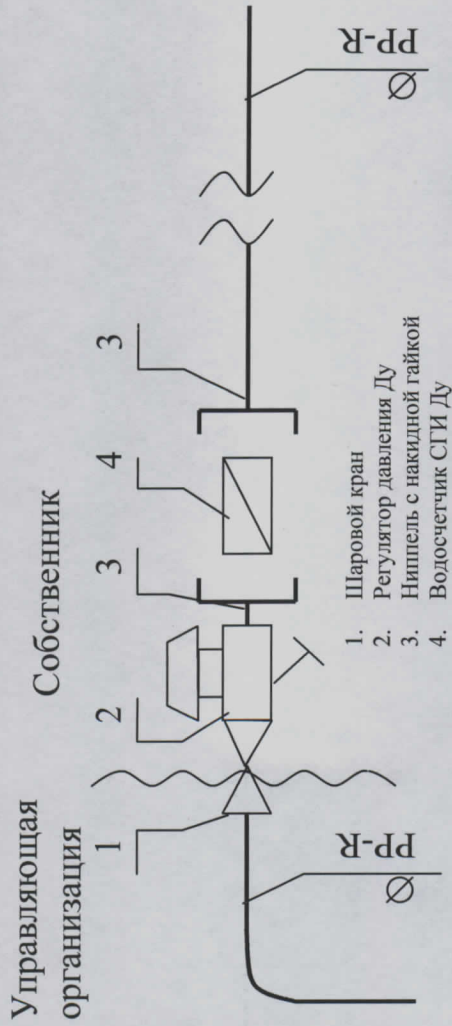 Управляющая
организация
Собственник
1
2
3
4
3
PP-R
Ø
PP-R
Ø
1. Шаровой кран
2. Регулятор давления Ду
3. Ниппель с накидной гайкой
4. Водосчетчик СГИ Ду